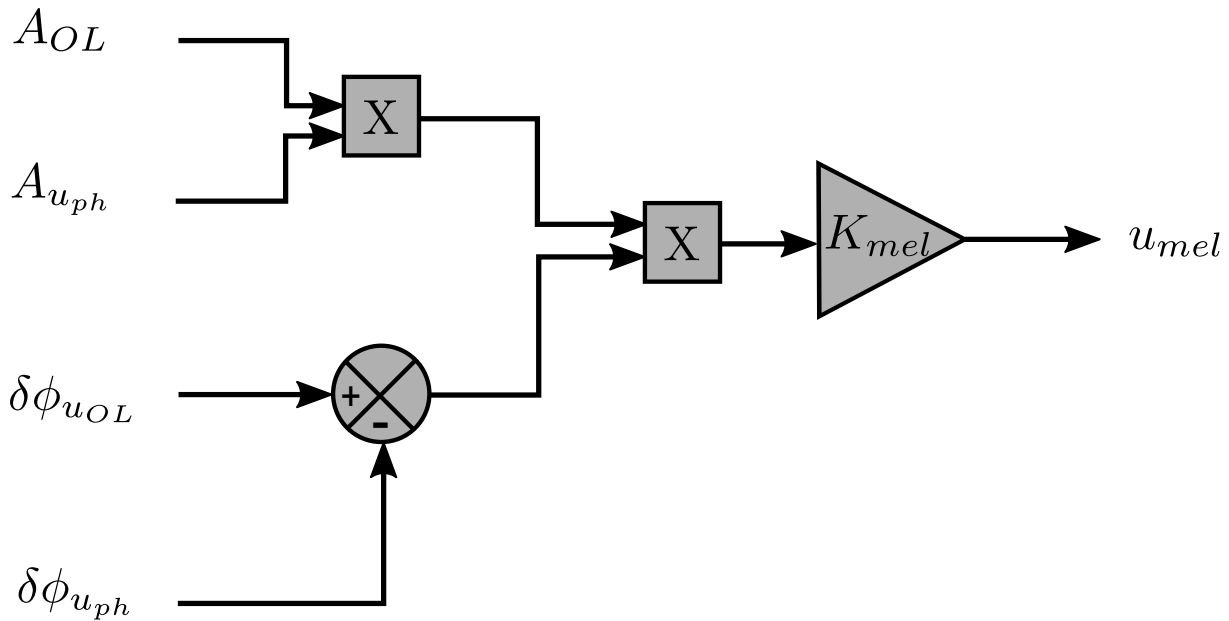 A_{OL}
X
A_{u_{ph}}
X
K_{mel}
u_{mel}
δϕ_{u_{OL}}
+
-
δϕ_{u_{ph}}